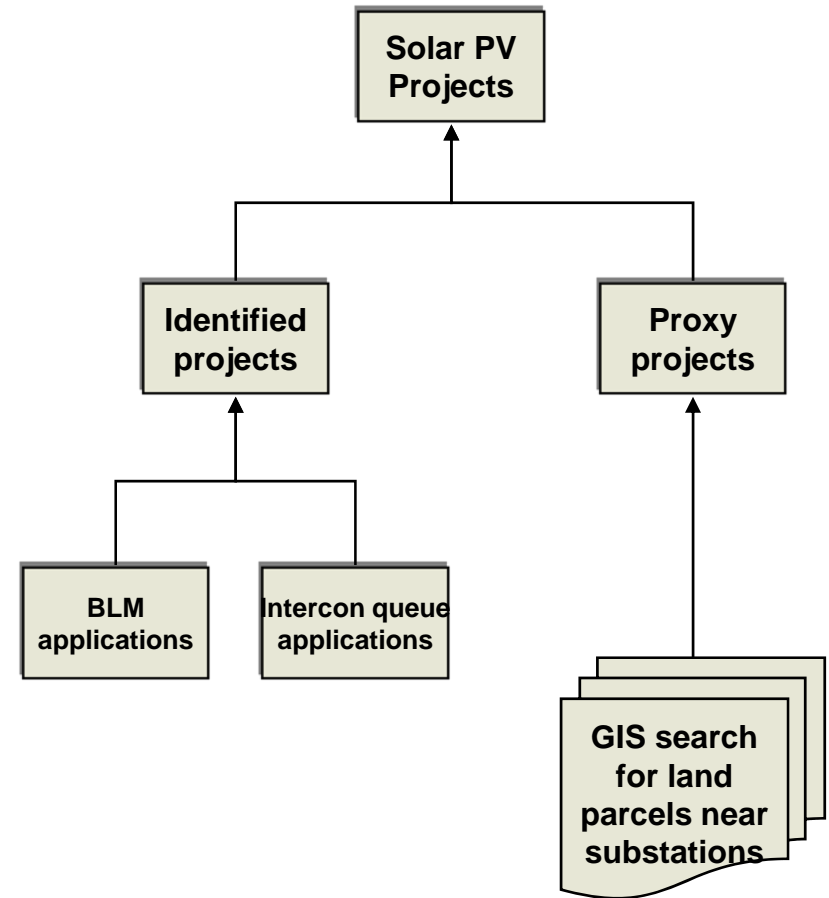 Solar PV
Projects
Identified
projects
Proxy
projects
BLM
applications
Intercon queue
applications
GIS search
for land
parcels near
substations